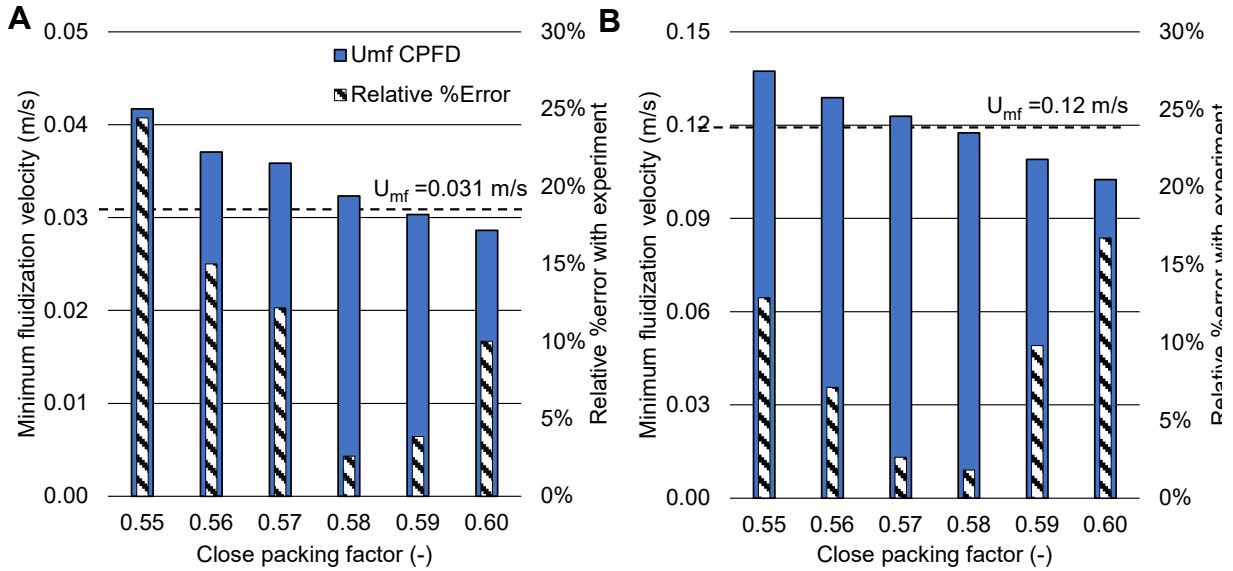 A
0.05
0.04
0.03
0.02
0.01
0.00
Minimum fluidization velocity (m/s)
30%
25%
20%
15%
10%
5%
0%
Relative %error with experiment
Umf CPFD
Relative %Error
Umf =0.031 m/s
0.55 0.56 0.57 0.58 0.59 0.60
Close packing factor (-)
B
0.15
0.12
0.09
0.06
0.03
0.00
Minimum fluidization velocity (m/s)
30%
25%
20%
15%
10%
5%
0%
Relative %error with experiment
Umf =0.12 m/s
0.55 0.56 0.57 0.58 0.59 0.60
Close packing factor (-)